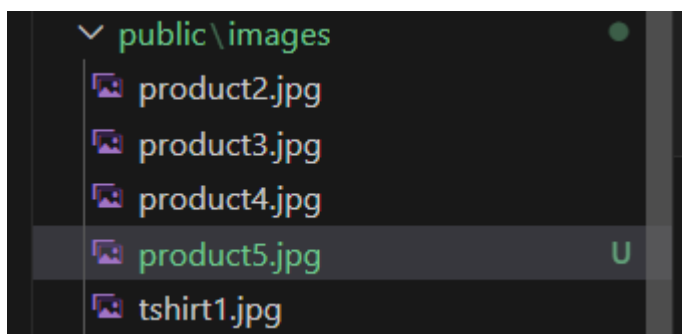 public\images
product2.jpg
product3.jpg
product4.jpg
product5.jpg U
tshirt1.jpg